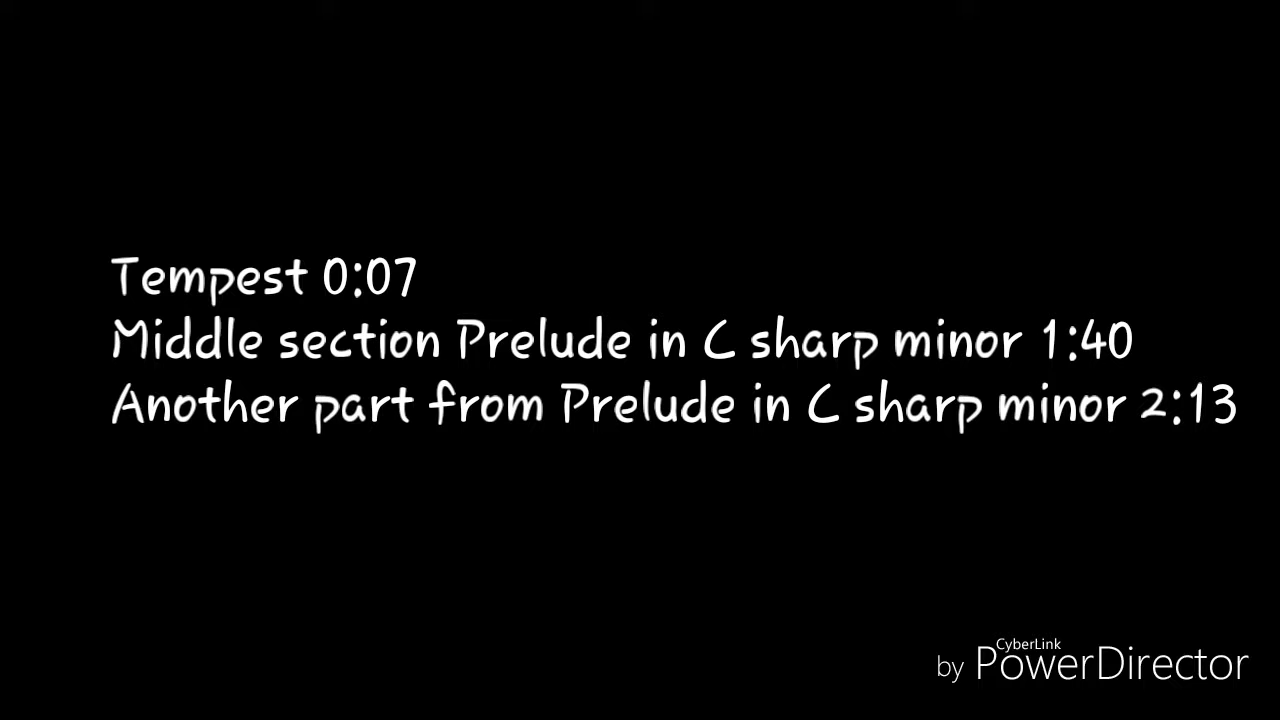 Tempest 0:07
Middle section Prelude in C sharp minor 1:40
Another part from Prelude in C sharp minor 2:13
CyberLink
by PowerDirector